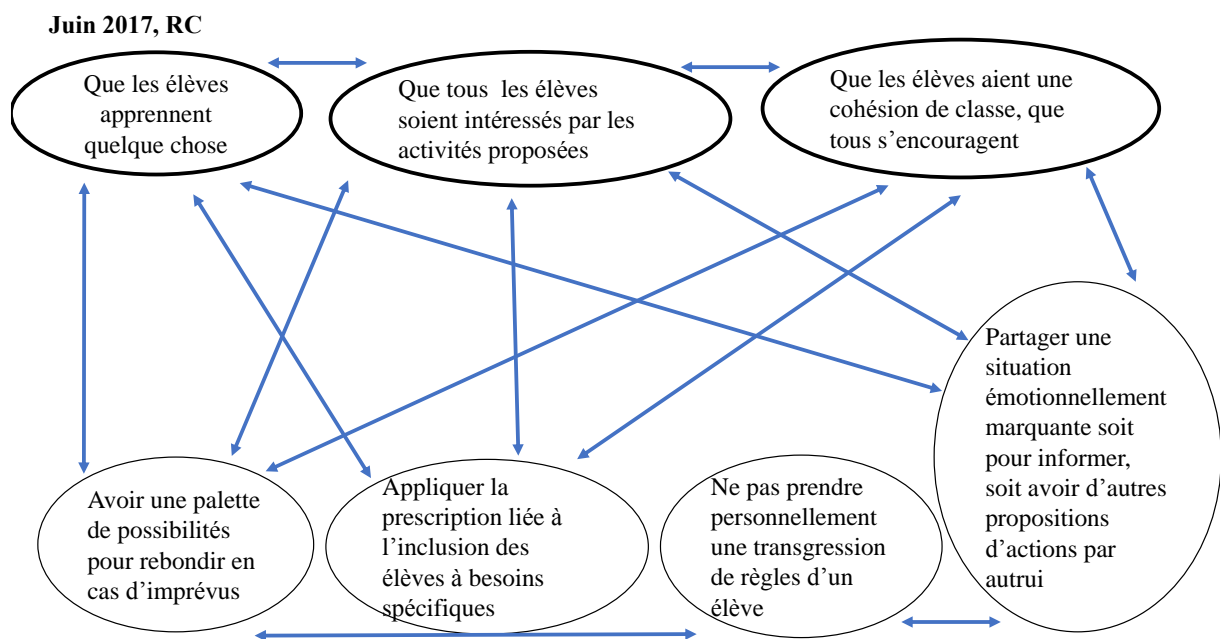 Juin 2017, RC
Que les élèves
apprennent
quelque chose
Que tous les élèves
soient intéressés par les
activités proposées
Que les élèves aient une
cohésion de classe, que
tous s’encouragent
Avoir une palette
de possibilités
pour rebondir en
cas d’imprévus
Appliquer la
prescription liée à
l’inclusion des
élèves à besoins
spécifiques
Ne pas prendre
personnellement
une transgression
de règles d’un
élève
Partager une
situation
émotionnellement
marquante soit
pour informer,
soit avoir d’autres
propositions
d’actions par
autrui